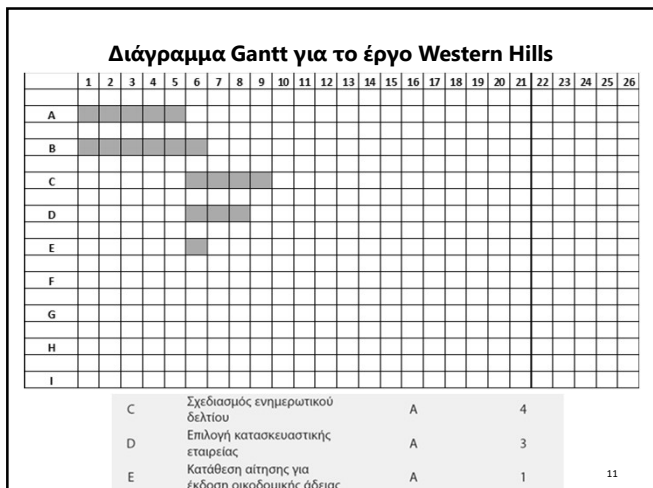 Διάγραμμα Gantt για το έργο Western Hills
1 2 3 4 5 6 7 8 9 10 11 12 13 14 15 16 17 18 19 20 21 22 23 24 25 26
A
B
C
D
E
F
G
H
I
C Σχεδιασμός ενημερωτικού δελτίου A 4
D Επιλογή κατασκευαστικής εταιρείας A 3
E Κατάθεση αίτησης για έκδοση οικοδομικής άδειας A 1
11